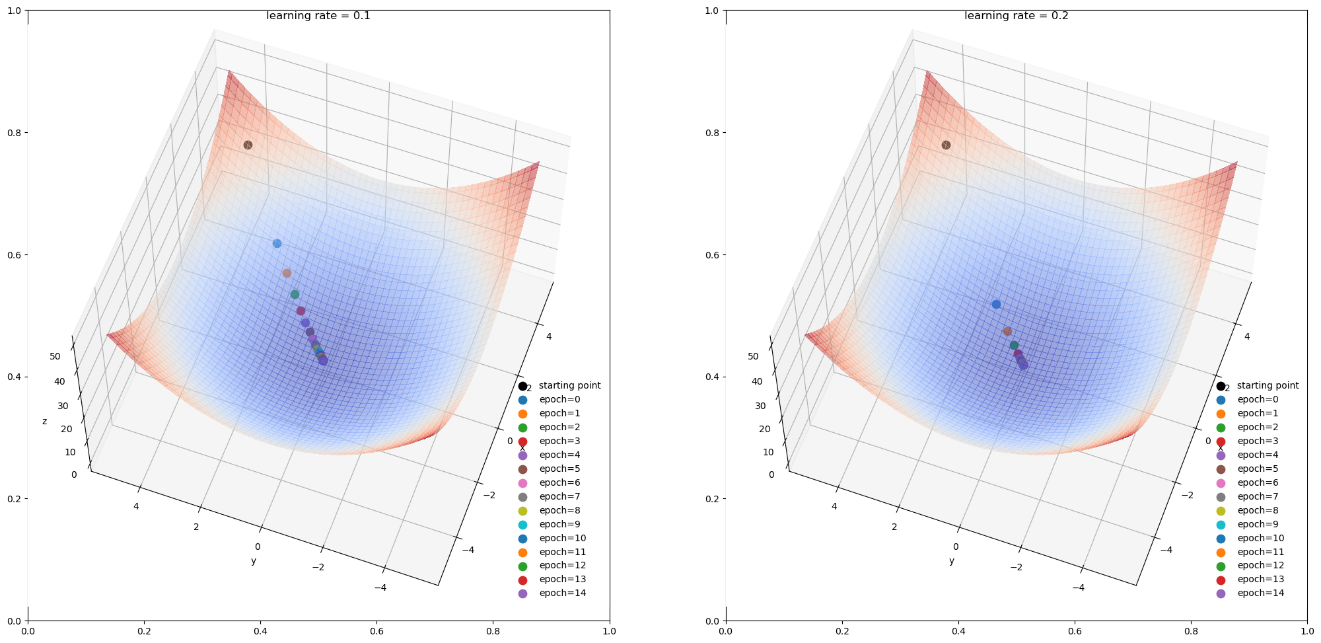 learning rate = 0.1
1.0
0.8
0.6
0.4
0.2
0.0
0.0
0.2
0.4
0.6
0.8
1.0
50
40
30
20
10
0
z
4
2
0
−2
−4
y
4
2
0
−2
−4
x
starting point
epoch=0
epoch=1
epoch=2
epoch=3
epoch=4
epoch=5
epoch=6
epoch=7
epoch=8
epoch=9
epoch=10
epoch=11
epoch=12
epoch=13
epoch=14
learning rate = 0.2
1.0
0.8
0.6
0.4
0.2
0.0
0.0
0.2
0.4
0.6
0.8
1.0
50
40
30
20
10
0
z
4
2
0
−2
−4
y
4
2
0
−2
−4
x
starting point
epoch=0
epoch=1
epoch=2
epoch=3
epoch=4
epoch=5
epoch=6
epoch=7
epoch=8
epoch=9
epoch=10
epoch=11
epoch=12
epoch=13
epoch=14